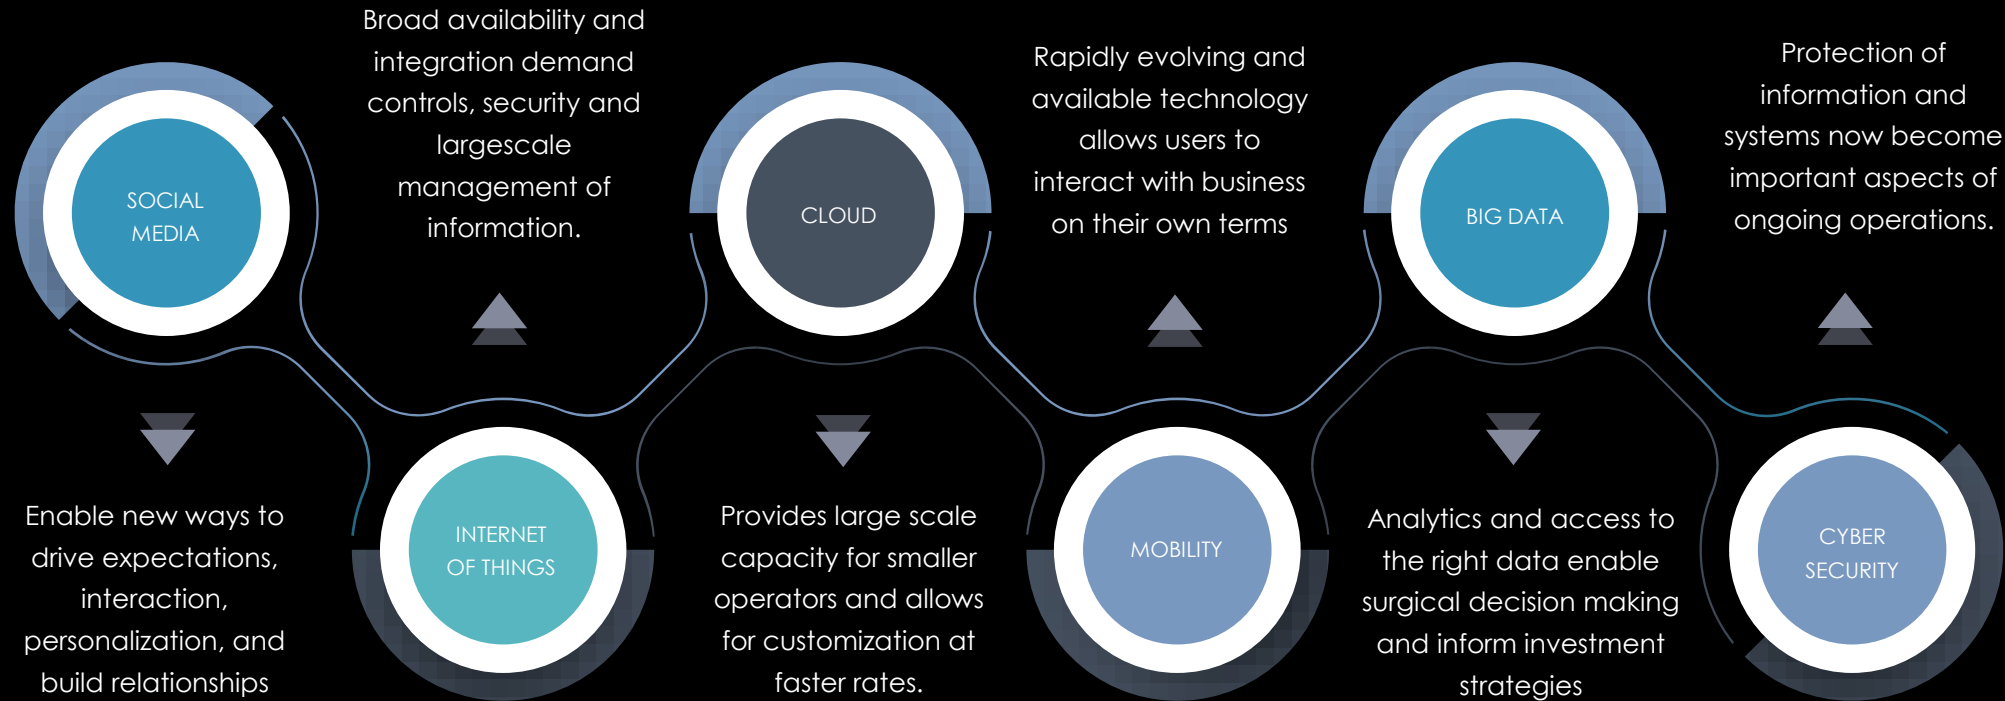 SOCIAL
MEDIA
Enable new ways to
drive expectations,
interaction,
personalization, and
build relationships
Broad availability and
integration demand
controls, security and
largescale
management of
information.
INTERNET
OF THINGS
CLOUD
Provides large scale
capacity for smaller
operators and allows
for customization at
faster rates.
Rapidly evolving and
available technology
allows users to
interact with business
on their own terms
MOBILITY
BIG DATA
Analytics and access to
the right data enable
surgical decision making
and inform investment
strategies
Protection of
information and
systems now become
important aspects of
ongoing operations.
CYBER
SECURITY